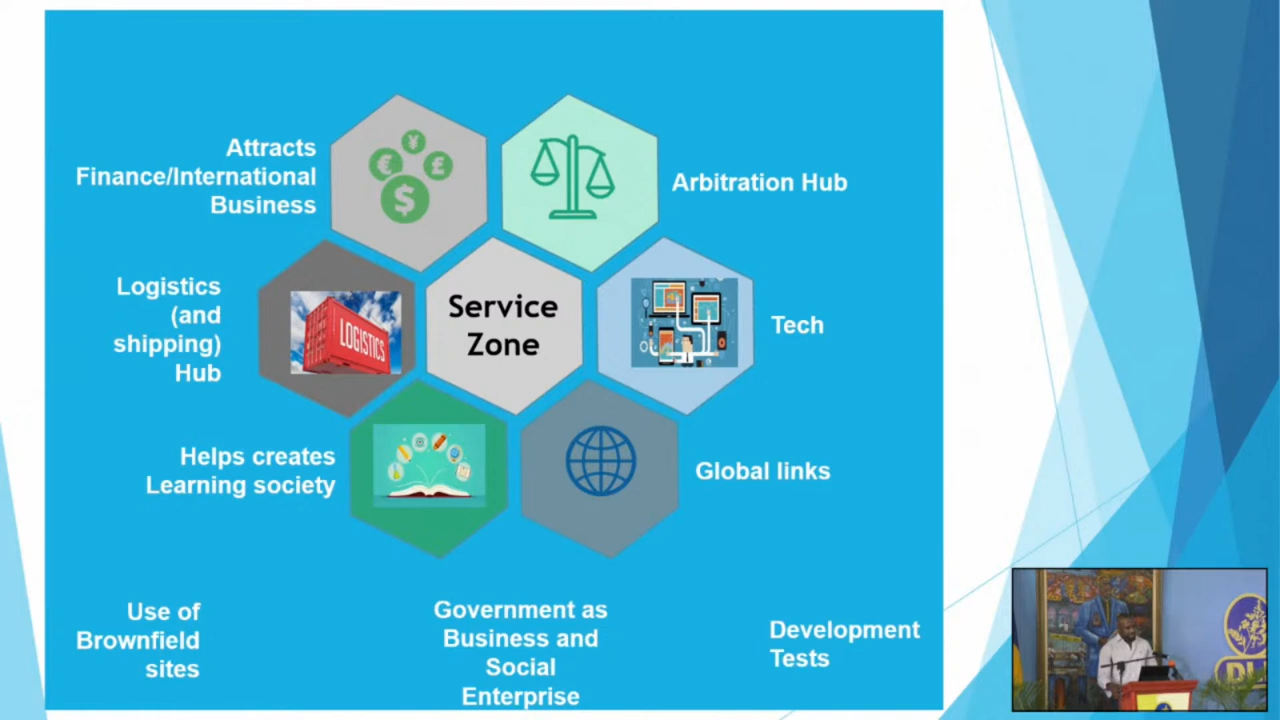 Attracts
Finance/International
Business
Arbitration Hub
Logistics
(and
shipping)
Hub
LOGISTICS
Service
Zone
Tech
Helps creates
Learning society
Global links
Use of
Brownfield
sites
Government as
Business and
Social
Enterprise
Development
Tests